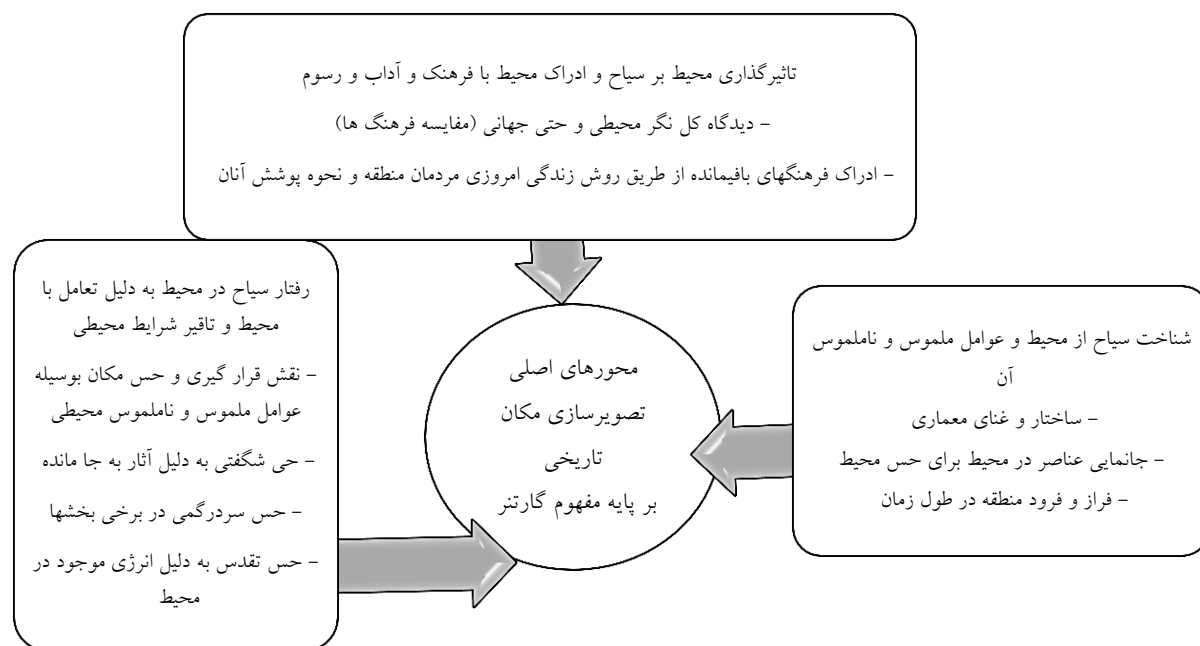 تاثیرگذاری محیط بر سیاح و ادراک محیط با فرهنک و آداب و رسوم
- دیدگاه کل نگر محیطی و حتی جهانی (مفایسه فرهنگ ها)
- ادراک فرهنگهای بافیمانده از طریق روش زندگی امروزی مردمان منطقه و نحوه پوشش آنان
شناخت سیاح از محیط و عوامل ملموس و ناملموس
آن
- ساختار و غنای معماری
- جانمایی عناصر در محیط برای حس محیط
- فراز و فرود منطقه در طول زمان
محورهای اصلی
تصویرسازی مکان
تاریخی
بر پایه مفهوم گارتنر
رفتار سیاح در محیط به دلیل تعامل با
محیط و تاقیر شرایط محیطی
- نقش قرار گیری و حس مکان بوسیله
عوامل ملموس و ناملموس محیطی
- حی شگفتی به دلیل آثار به جا مانده
- حس سردرگمی در برخی بخشها
- حس تقدس به دلیل انرژی موجود در
محیط